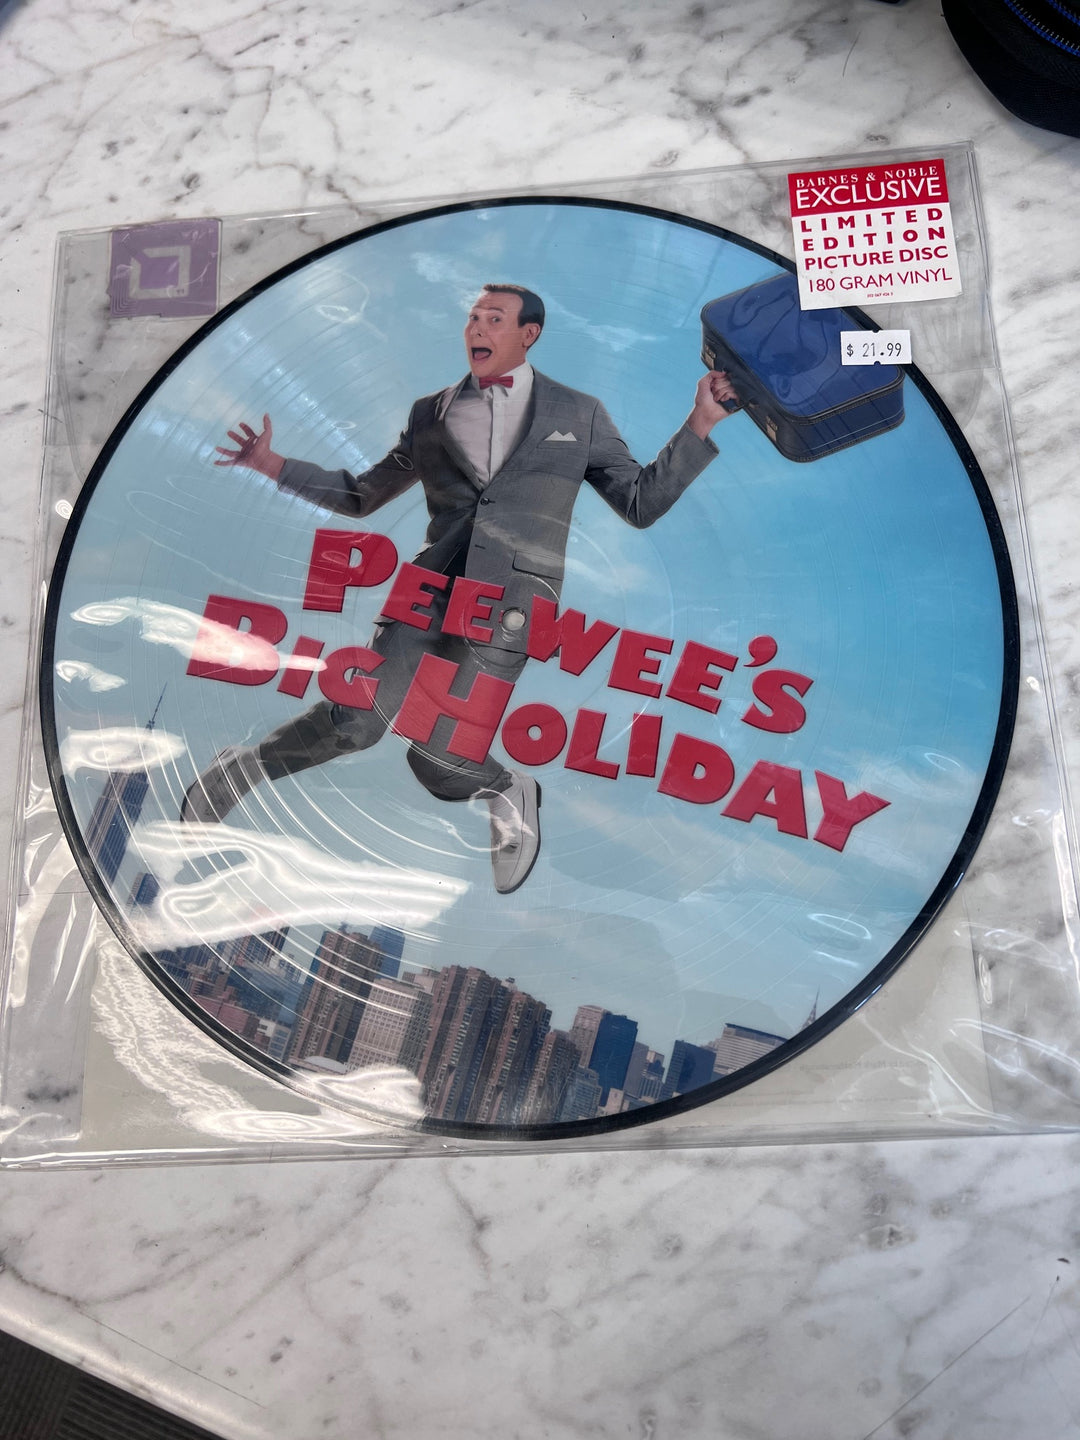 BARNES & NOBLE
EXCLUSIVE
LIMITED
EDITION
PICTURE DISC
180 GRAM VINYL
$ 21.99
PEE-WEE'S
BIG HOLIDAY